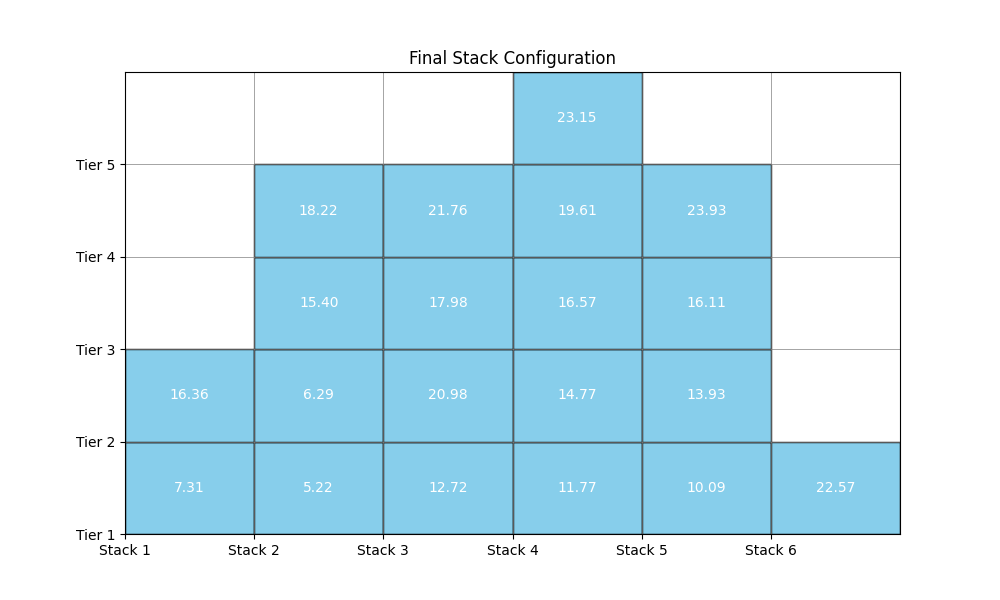 Final Stack Configuration
23.15
Tier 5
18.22 21.76 19.61 23.93
Tier 4
15.40 17.98 16.57 16.11
Tier 3
16.36 6.29 20.98 14.77 13.93
Tier 2
7.31 5.22 12.72 11.77 10.09 22.57
Tier 1
Stack 1 Stack 2 Stack 3 Stack 4 Stack 5 Stack 6